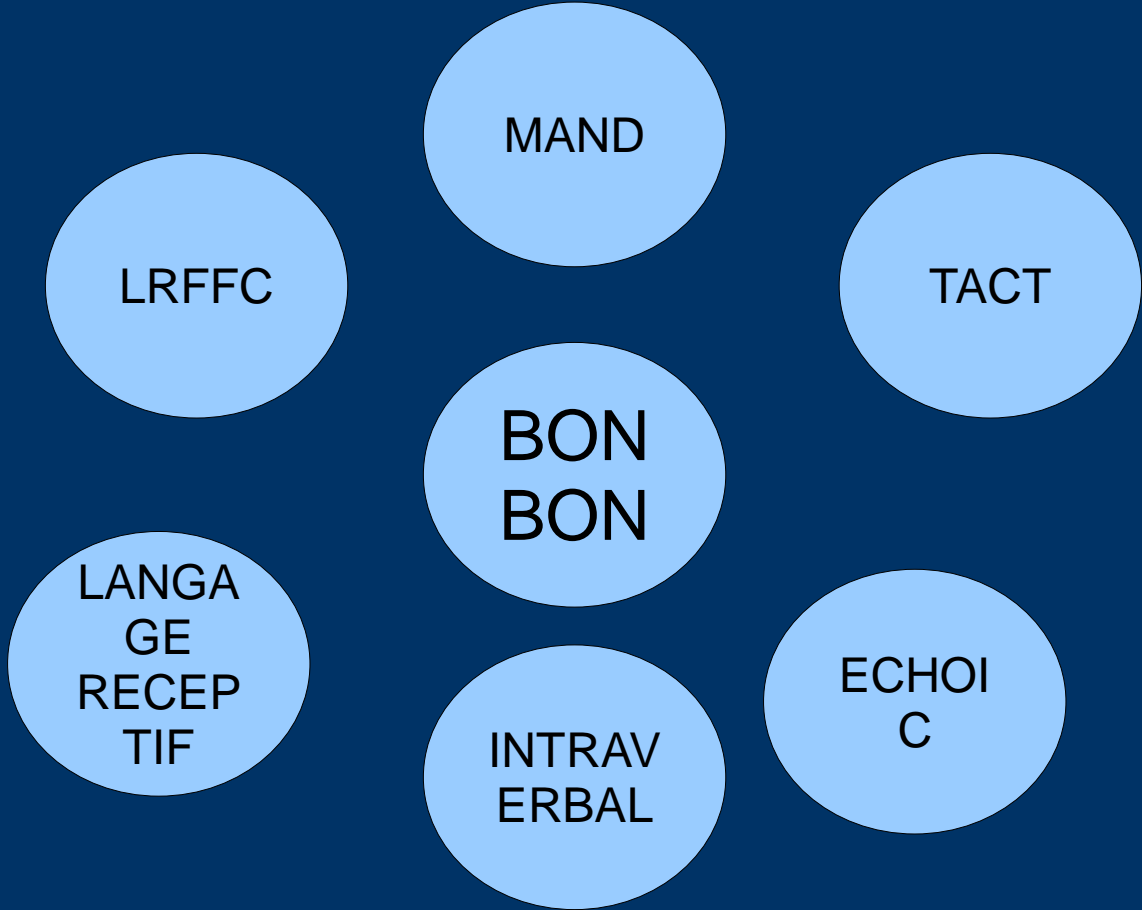 MAND
LRFFC
TACT
BON
BON
LANGA
GE
RECEP
TIF
ECHOI
C
INTRAV
ERBAL